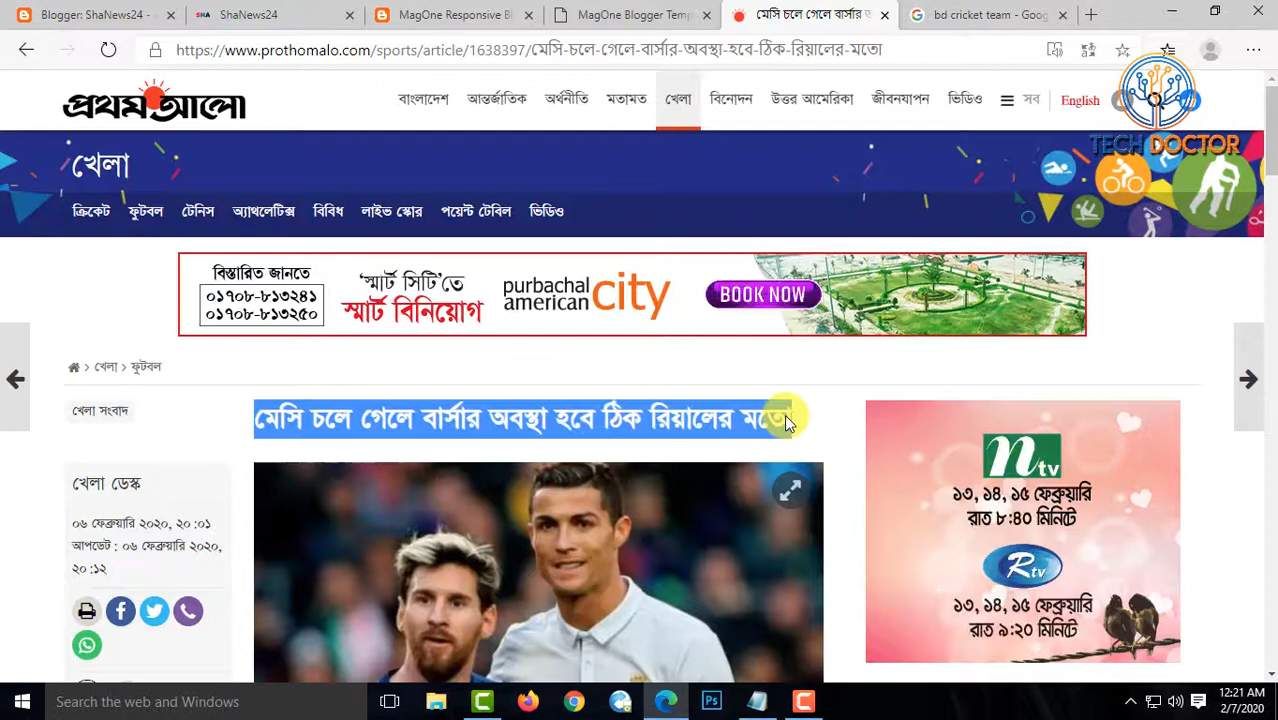 Blogger: ShaNews24 -
ShaNews24
MagOne Responsive Bl
MagOne Blogger Temp
মেসি চলে গেলে বার্সার অ
bd cricket team - Goog
https://www.prothomalo.com/sports/article/1638397/মেসি-চলে-গেলে-বার্সার-অবস্থা-হবে-ঠিক-রিয়ালের-মতো
প্রথম আলো
বাংলাদেশ আন্তর্জাতিক অর্থনীতি মতামত খেলা বিনোদন উত্তর আমেরিকা জীবনযাপন ভিডিও সব English
TECH DOCTOR
খেলা
ক্রিকেট ফুটবল টেনিস অ্যাথলেটিক্স বিবিধ লাইভ স্কোর পয়েন্ট টেবিল ভিডিও
বিস্তারিত জানতে
০১৭০৮-৮১৩২৪১
০১৭০৮-৮১৩২৫০
‘স্মার্ট সিটি’তে
স্মার্ট বিনিয়োগ
purbachal
american city
BOOK NOW
খেলা > ফুটবল
খেলা সংবাদ
মেসি চলে গেলে বার্সার অবস্থা হবে ঠিক রিয়ালের মতো
খেলা ডেস্ক
০৬ ফেব্রুয়ারি ২০২০, ২০:০১
আপডেট: ০৬ ফেব্রুয়ারি ২০২০,
২০:১২
ntv
১৩, ১৪, ১৫ ফেব্রুয়ারি
রাত ৮:৪০ মিনিটে
Rtv
১৩, ১৪, ১৫ ফেব্রুয়ারি
রাত ৯:২০ মিনিটে
Search the web and Windows
Ps
12:21 AM
2/7/2020